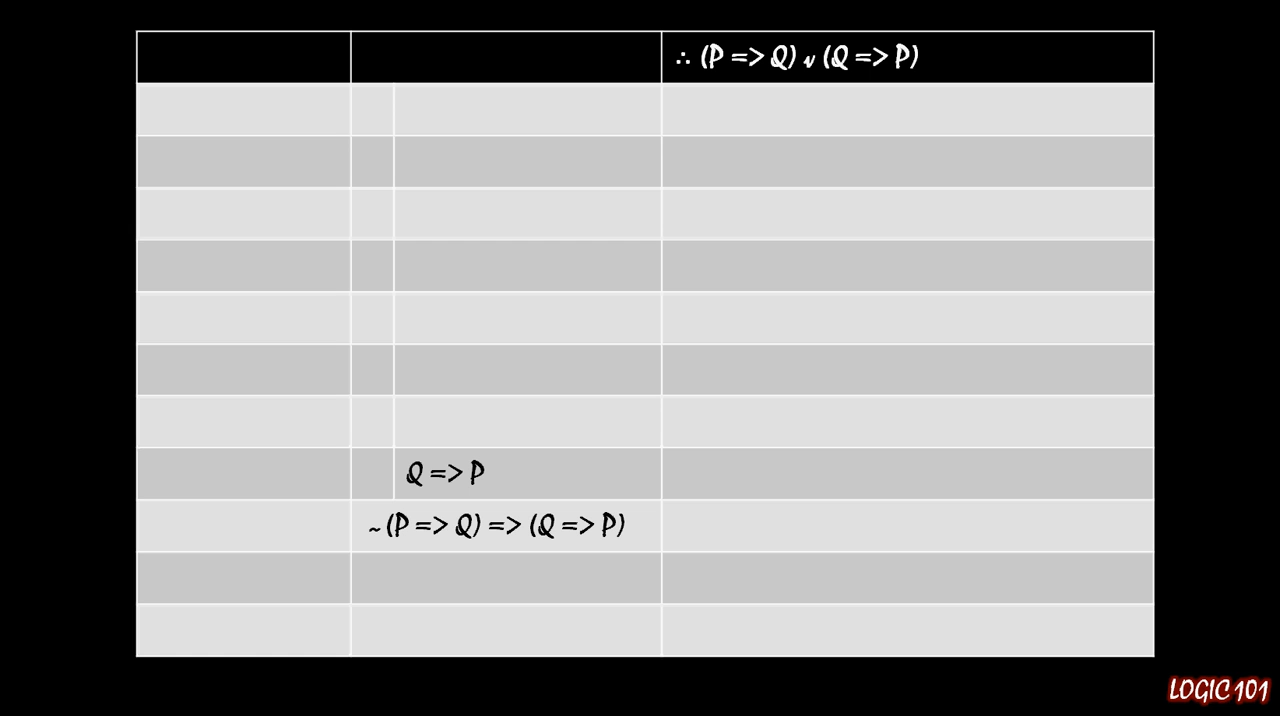 ∴ (P => Q) v (Q => P)
Q => P
~(P => Q) => (Q => P)
LOGIC 101